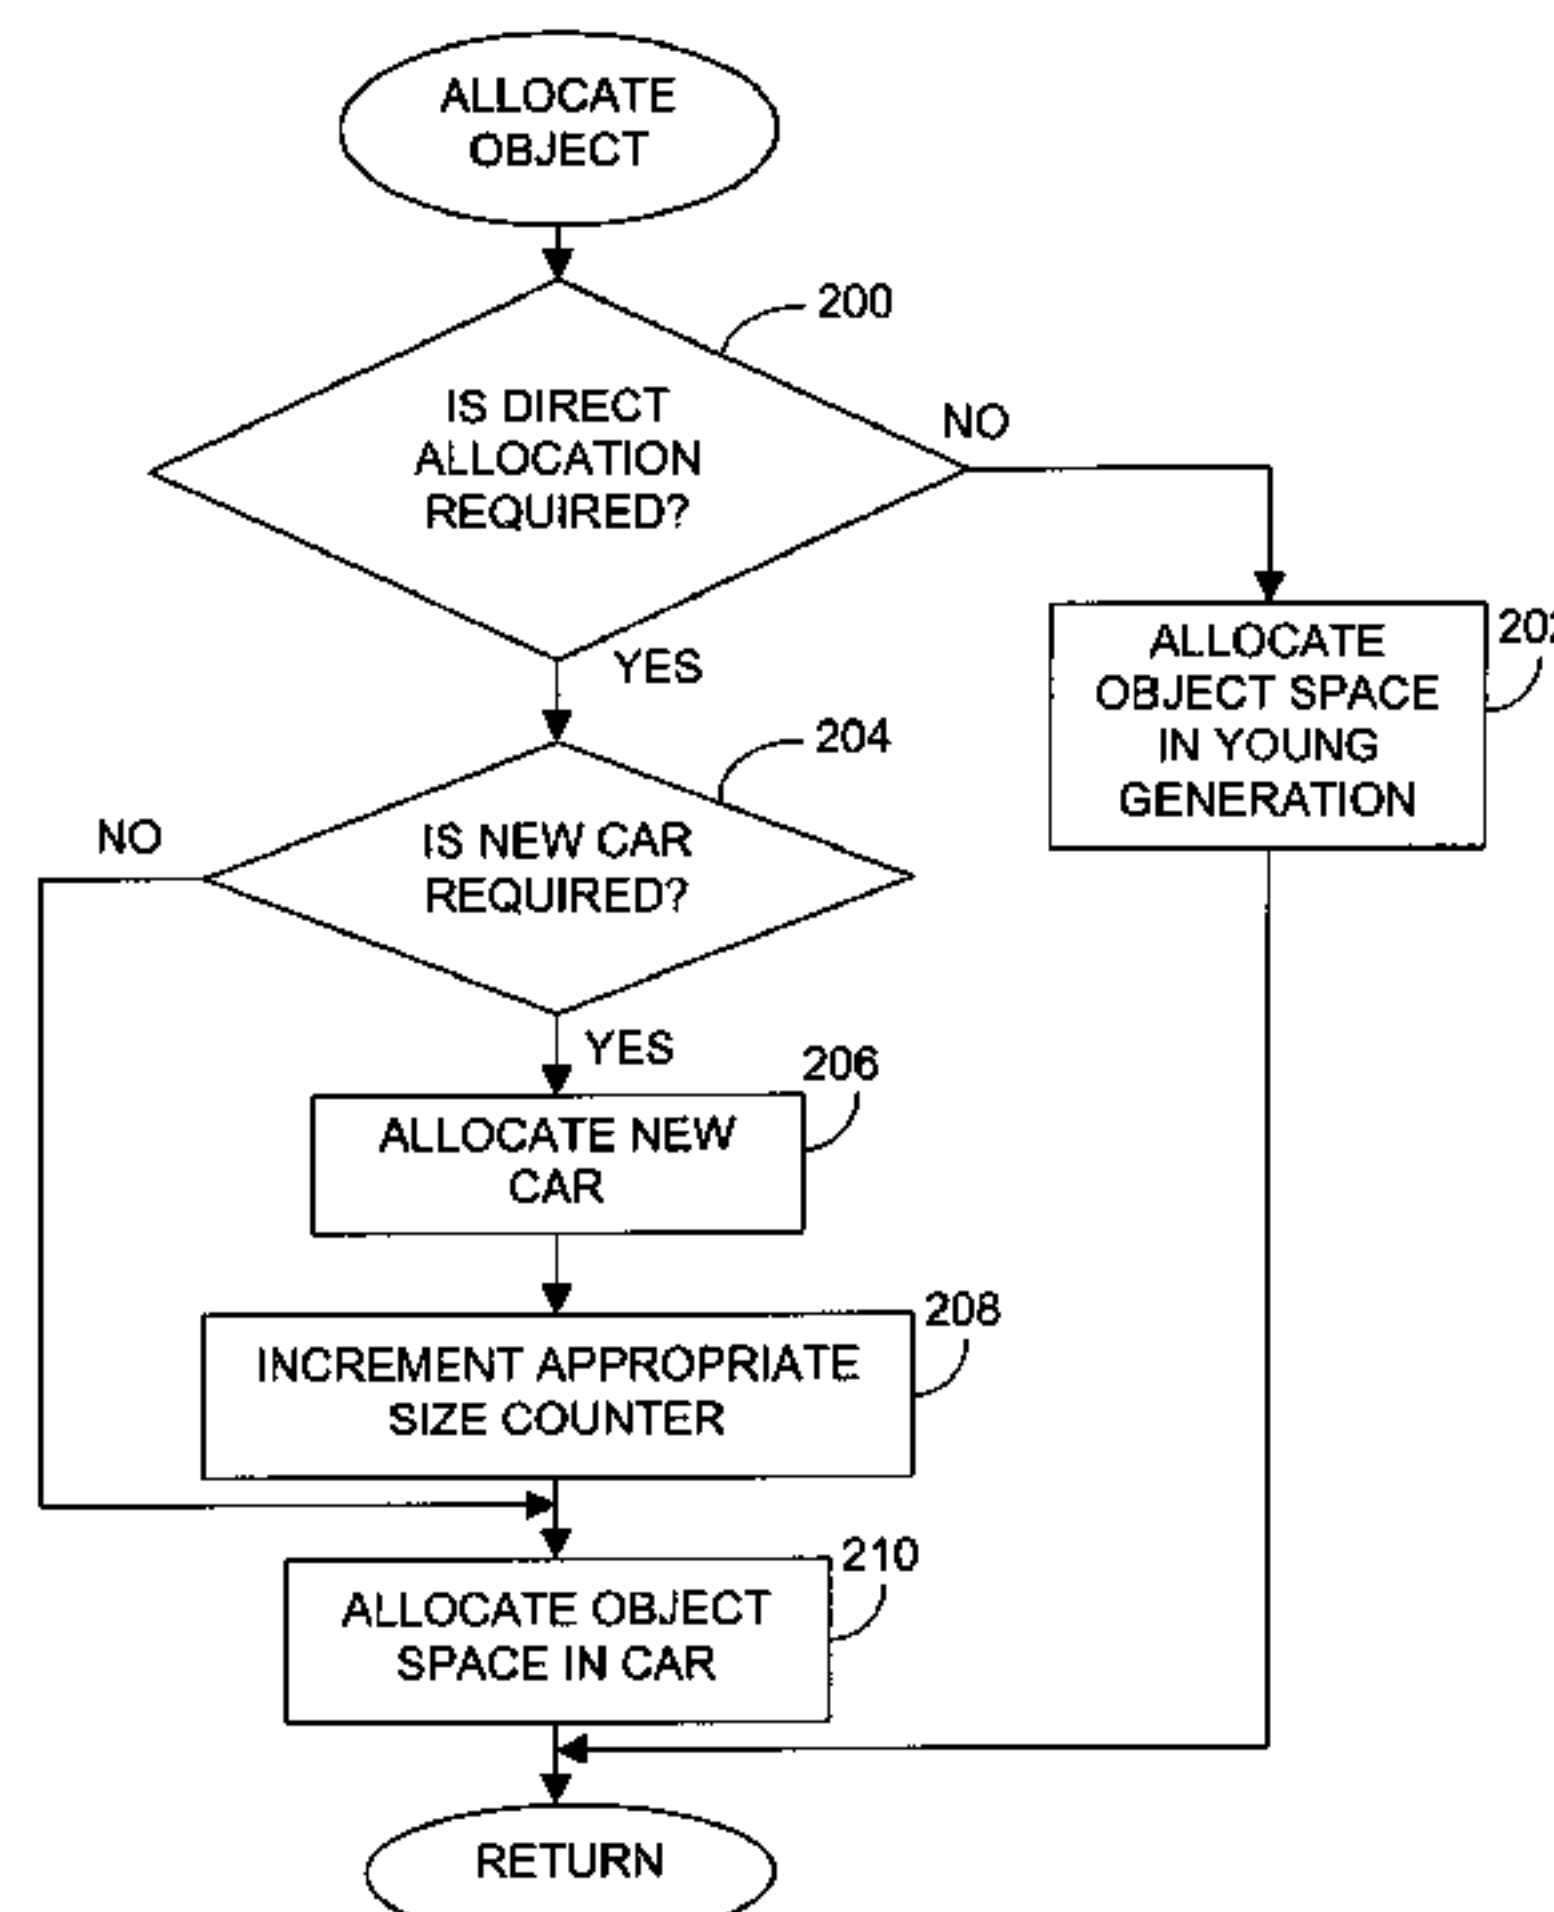 ALLOCATE
OBJECT
200
IS DIRECT
ALLOCATION
REQUIRED?
NO
YES
202
ALLOCATE
OBJECT SPACE
IN YOUNG
GENERATION
204
NO
IS NEW CAR
REQUIRED?
YES
206
ALLOCATE NEW
CAR
208
INCREMENT APPROPRIATE
SIZE COUNTER
210
ALLOCATE OBJECT
SPACE IN CAR
RETURN